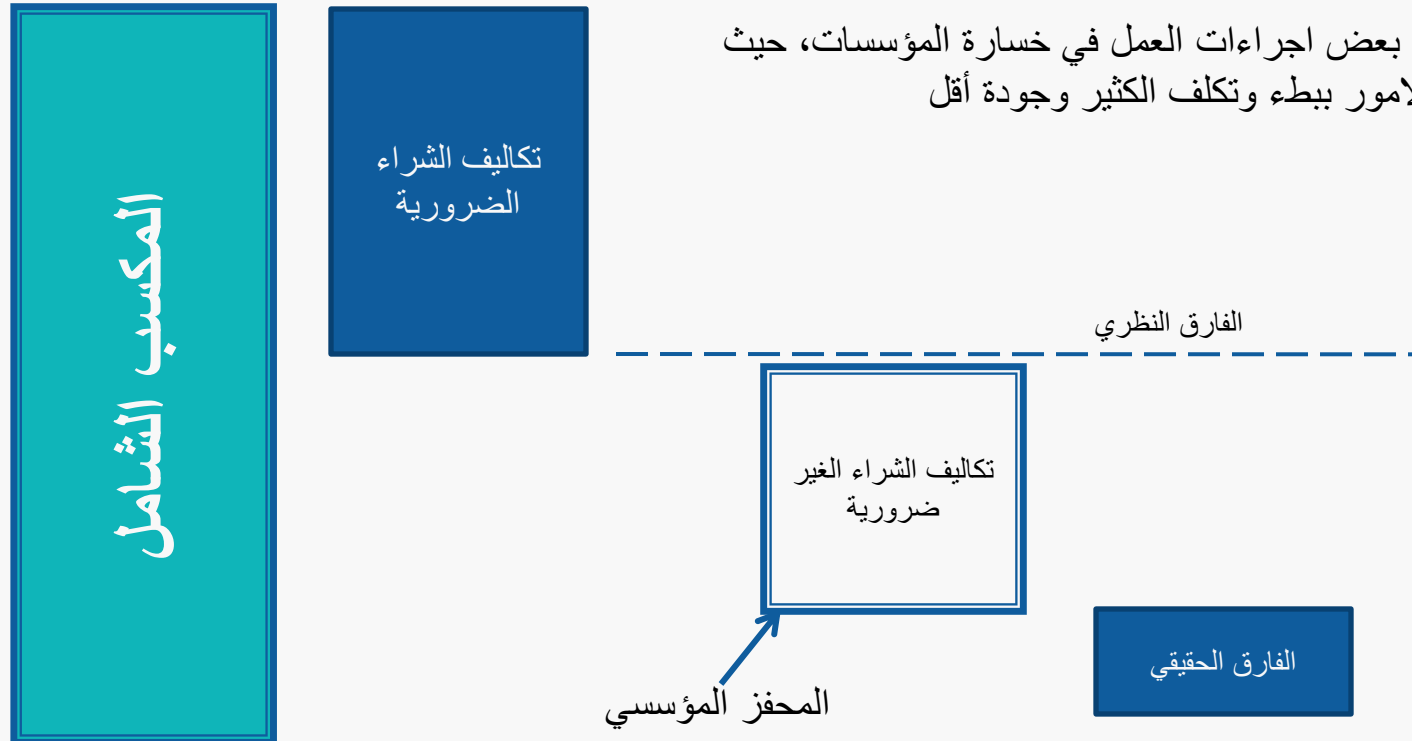 بعض اجراءات العمل في خسارة المؤسسات، حيث
ببطء وتكلف الكثير وجودة أقل
المكسب الشامل
تكاليف الشراء
الضرورية
الفارق النظري
تكاليف الشراء الغير
ضرورية
الفارق الحقيقي
المحفز المؤسسي